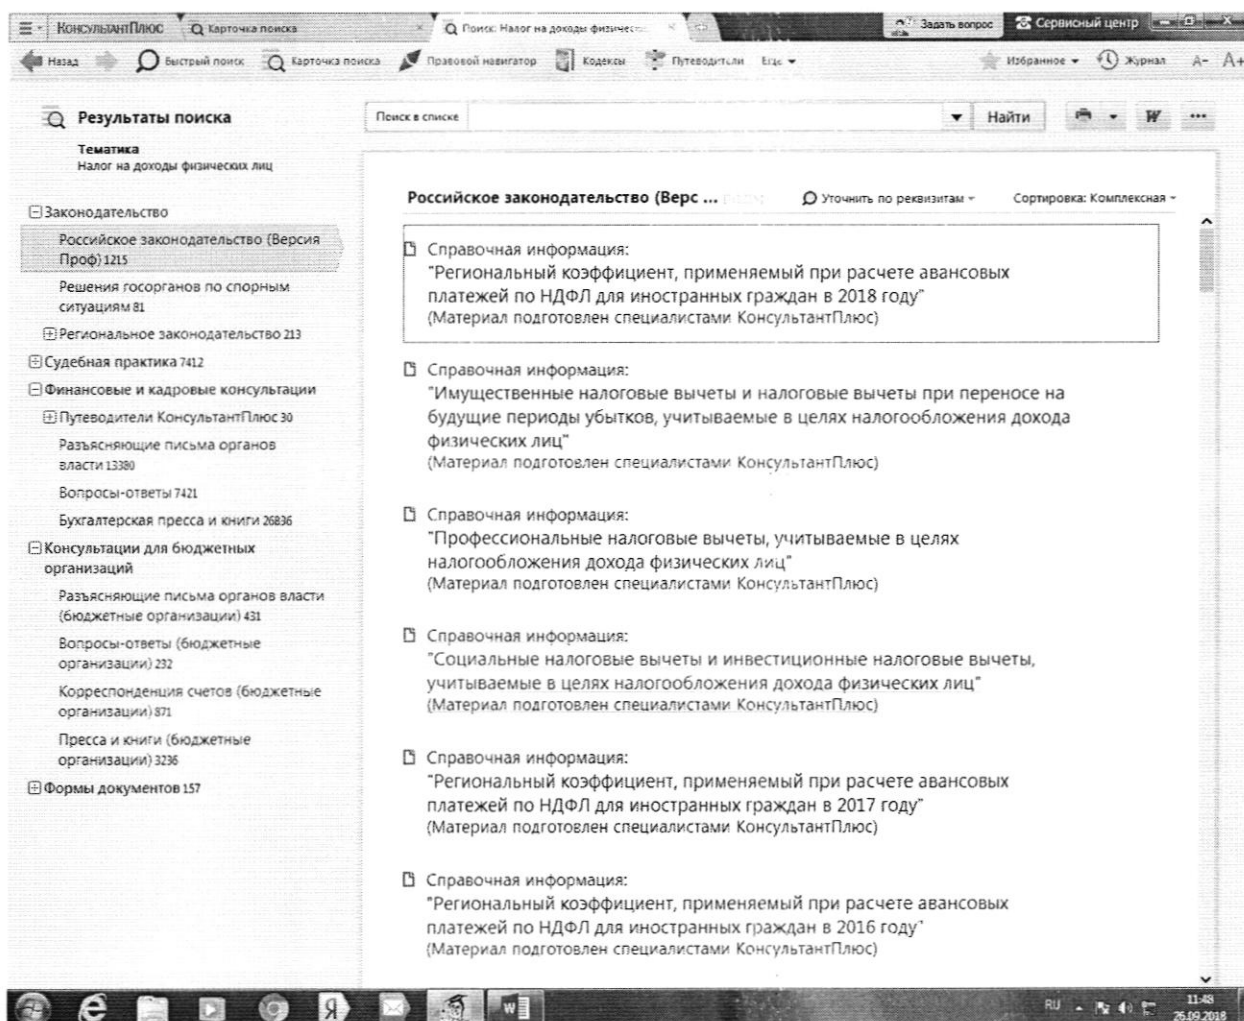 КонсультантПлюс
Карточка поиска
Поиск: Налог на доходы физичес...
Задать вопрос
Сервисный центр
Назад
Быстрый поиск
Карточка поиска
Правовой навигатор
Кодексы
Путеводители
Еще
Избранное
Журнал
A-
A+
Результаты поиска
Тематика
Налог на доходы физических лиц
Законодательство
Российское законодательство (Версия
Проф) 1215
Решения госорганов по спорным
ситуациям 81
Региональное законодательство 213
Судебная практика 7412
Финансовые и кадровые консультации
Путеводители КонсультантПлюс 30
Разъясняющие письма органов
власти 13380
Вопросы-ответы 7421
Бухгалтерская пресса и книги 26836
Консультации для бюджетных
организаций
Разъясняющие письма органов власти
(бюджетные организации) 431
Вопросы-ответы (бюджетные
организации) 232
Корреспонденция счетов (бюджетные
организации) 871
Пресса и книги (бюджетные
организации) 3236
Формы документов 157
Поиск в списке
Найти
W
...
Российское законодательство (Верс ...
Уточнить по реквизитам
Сортировка: Комплексная
Справочная информация:
"Региональный коэффициент, применяемый при расчете авансовых
платежей по НДФЛ для иностранных граждан в 2018 году"
(Материал подготовлен специалистами КонсультантПлюс)
Справочная информация:
"Имущественные налоговые вычеты и налоговые вычеты при переносе на
будущие периоды убытков, учитываемые в целях налогообложения дохода
физических лиц"
(Материал подготовлен специалистами КонсультантПлюс)
Справочная информация:
"Профессиональные налоговые вычеты, учитываемые в целях
налогообложения дохода физических лиц"
(Материал подготовлен специалистами КонсультантПлюс)
Справочная информация:
"Социальные налоговые вычеты и инвестиционные налоговые вычеты,
учитываемые в целях налогообложения дохода физических лиц"
(Материал подготовлен специалистами КонсультантПлюс)
Справочная информация:
"Региональный коэффициент, применяемый при расчете авансовых
платежей по НДФЛ для иностранных граждан в 2017 году"
(Материал подготовлен специалистами КонсультантПлюс)
Справочная информация:
"Региональный коэффициент, применяемый при расчете авансовых
платежей по НДФЛ для иностранных граждан в 2016 году"
(Материал подготовлен специалистами КонсультантПлюс)
Я
W
RU
11:48
26.09.2018